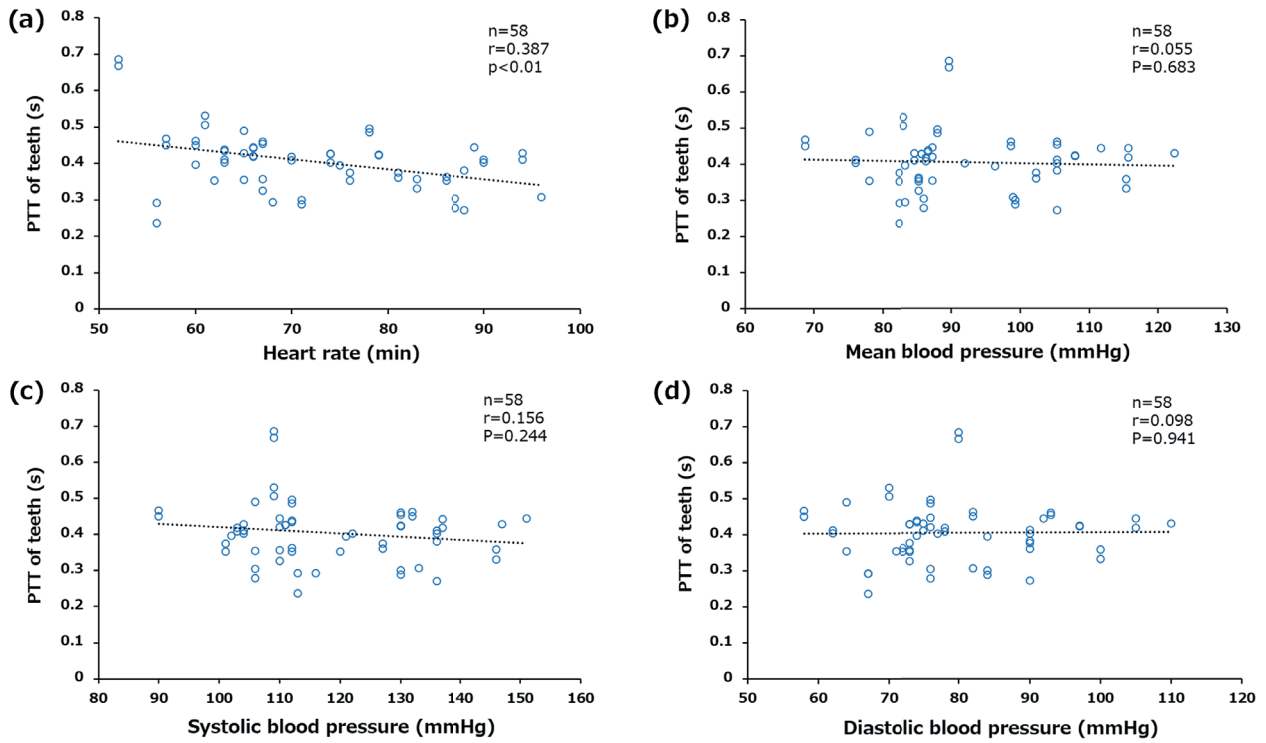 (a)
n=58
r=0.387
p<0.01
PTT of teeth (s)
0.8
0.7
0.6
0.5
0.4
0.3
0.2
0.1
0
50 60 70 80 90 100
Heart rate (min)
(b)
n=58
r=0.055
P=0.683
PTT of teeth (s)
0.8
0.7
0.6
0.5
0.4
0.3
0.2
0.1
0
60 70 80 90 100 110 120 130
Mean blood pressure (mmHg)
(c)
n=58
r=0.156
P=0.244
PTT of teeth (s)
0.8
0.7
0.6
0.5
0.4
0.3
0.2
0.1
0
80 90 100 110 120 130 140 150 160
Systolic blood pressure (mmHg)
(d)
n=58
r=0.098
P=0.941
PTT of teeth (s)
0.8
0.7
0.6
0.5
0.4
0.3
0.2
0.1
0
50 60 70 80 90 100 110 120
Diastolic blood pressure (mmHg)